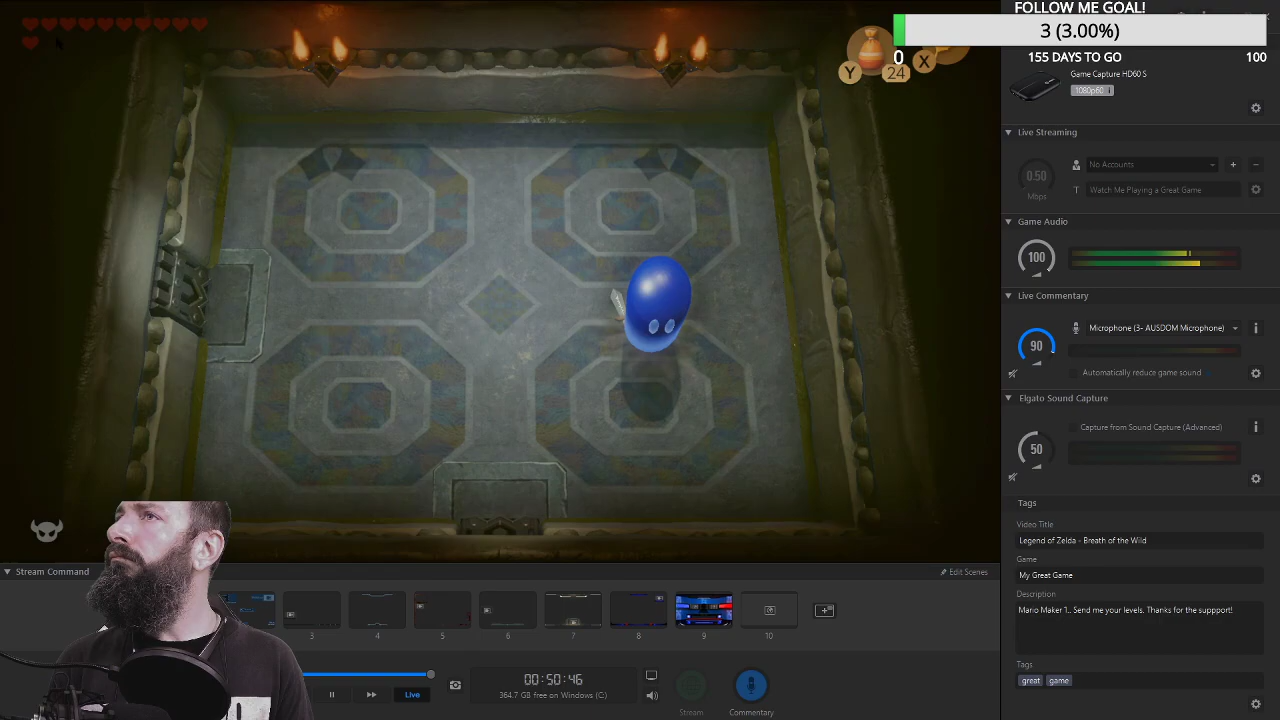 FOLLOW ME GOAL!
3 (3.00%)
0
155 DAYS TO GO
100
Y
24
X
Game Capture HD60 S
1080p60
Live Streaming
0:50
Mbps
No Accounts
T
Watch Me Playing a Great Game
Game Audio
100
Live Commentary
90
Microphone (3- AUSDOM Microphone)
Automatically reduce game sound
Elgato Sound Capture
50
Capture from Sound Capture (Advanced)
Tags
Video Title
Legend of Zelda - Breath of the Wild
Game
My Great Game
Description
Mario Maker 1.. Send me your levels. Thanks for the suppport!
Tags
great
game
Stream Command
Edit Scenes
3
4
5
6
7
8
9
10
Live
00:50:46
364.7 GB free on Windows (C:)
Stream
Commentary